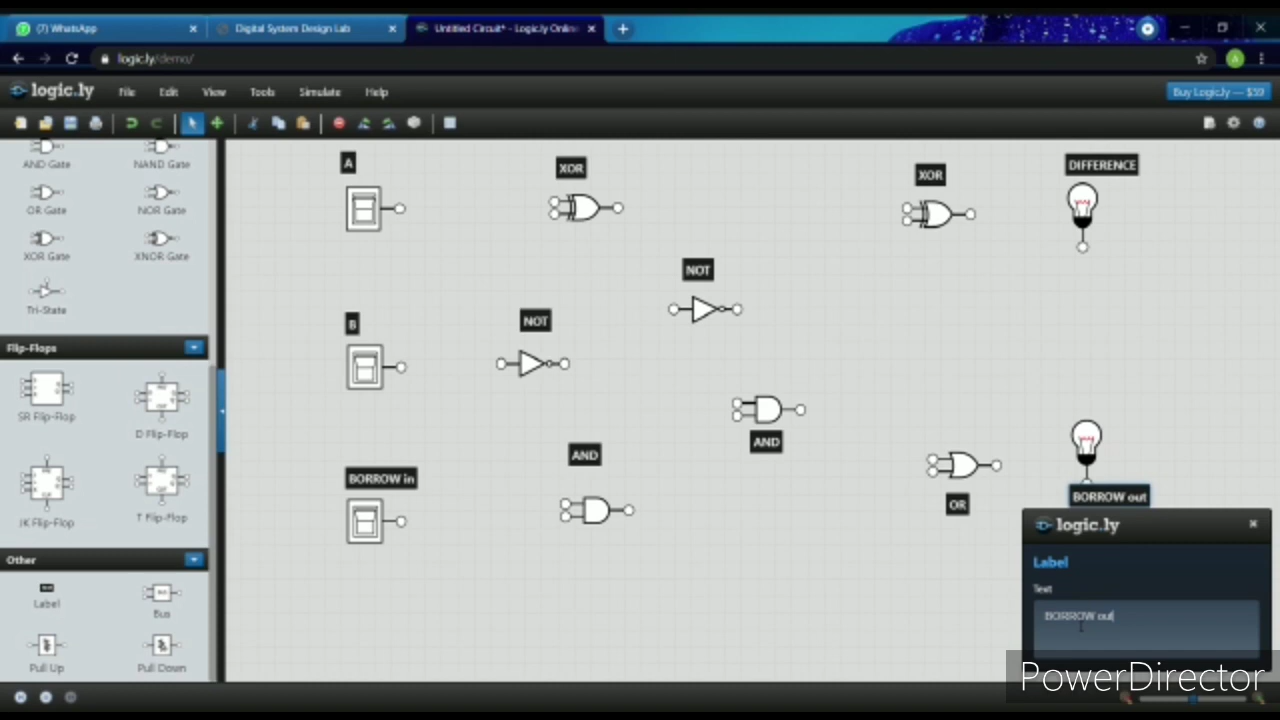 (7) WhatsApp
Digital System Design Lab
Untitled Circuit* - Logic.ly Online
logic.ly/demo/
A
logic.ly
File
Edit
View
Tools
Simulate
Help
Buy Logic.ly — $59
AND Gate
NAND Gate
OR Gate
NOR Gate
XOR Gate
XNOR Gate
Tri-State
Flip-Flops
SR Flip-Flop
D Flip-Flop
JK Flip-Flop
T Flip-Flop
Other
Label
Bus
Pull Up
Pull Down
A
XOR
XOR
DIFFERENCE
NOT
B
NOT
AND
AND
BORROW in
BORROW out
OR
logic.ly
Label
Text
BORROW out
PowerDirector